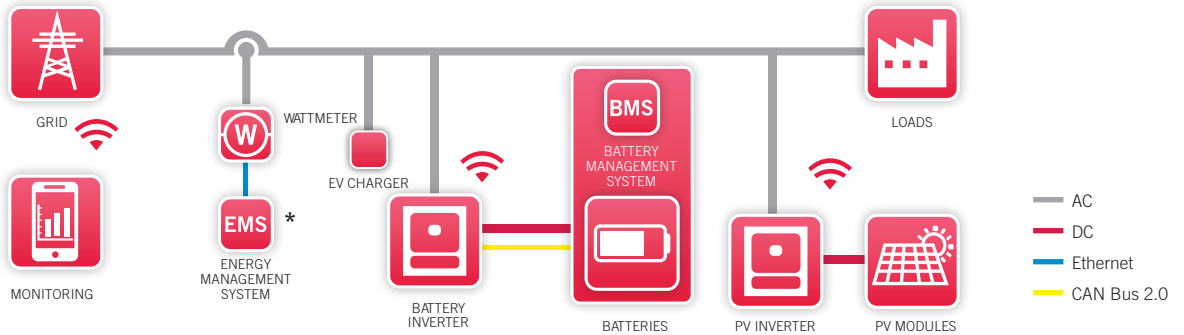 GRID
W
WATTMETER
EV CHARGER
BMS
BATTERY
MANAGEMENT
SYSTEM
LOADS
MONITORING
EMS *
ENERGY
MANAGEMENT
SYSTEM
BATTERY
INVERTER
BATTERIES
PV INVERTER
PV MODULES
AC
DC
Ethernet
CAN Bus 2.0